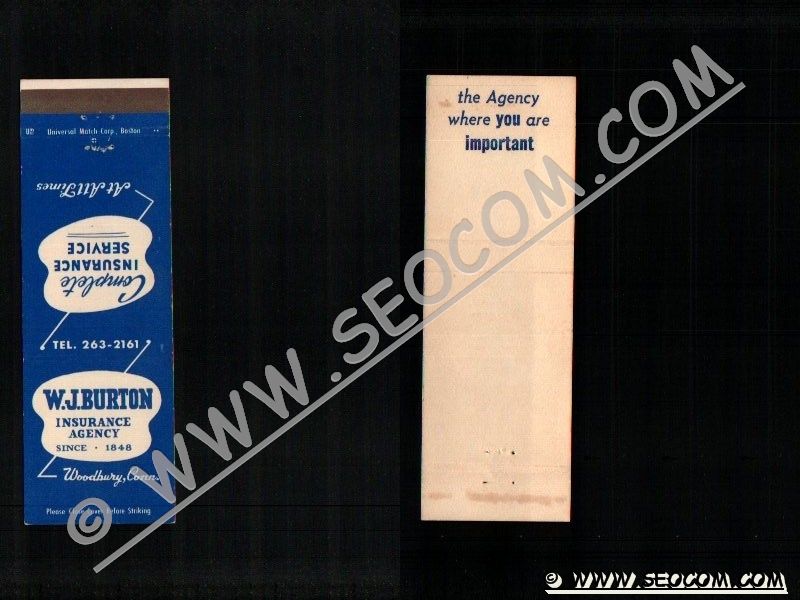 Universal Match Corp., Boston
At All Times
Complete
INSURANCE
SERVICE
TEL. 263-2161
W.J.BURTON
INSURANCE
AGENCY
SINCE · 1848
Woodbury, Conn.
Please Close Cover Before Striking
the Agency
where you are
important
© WWW.SEOCOM.COM
© WWW.SEOCOM.COM